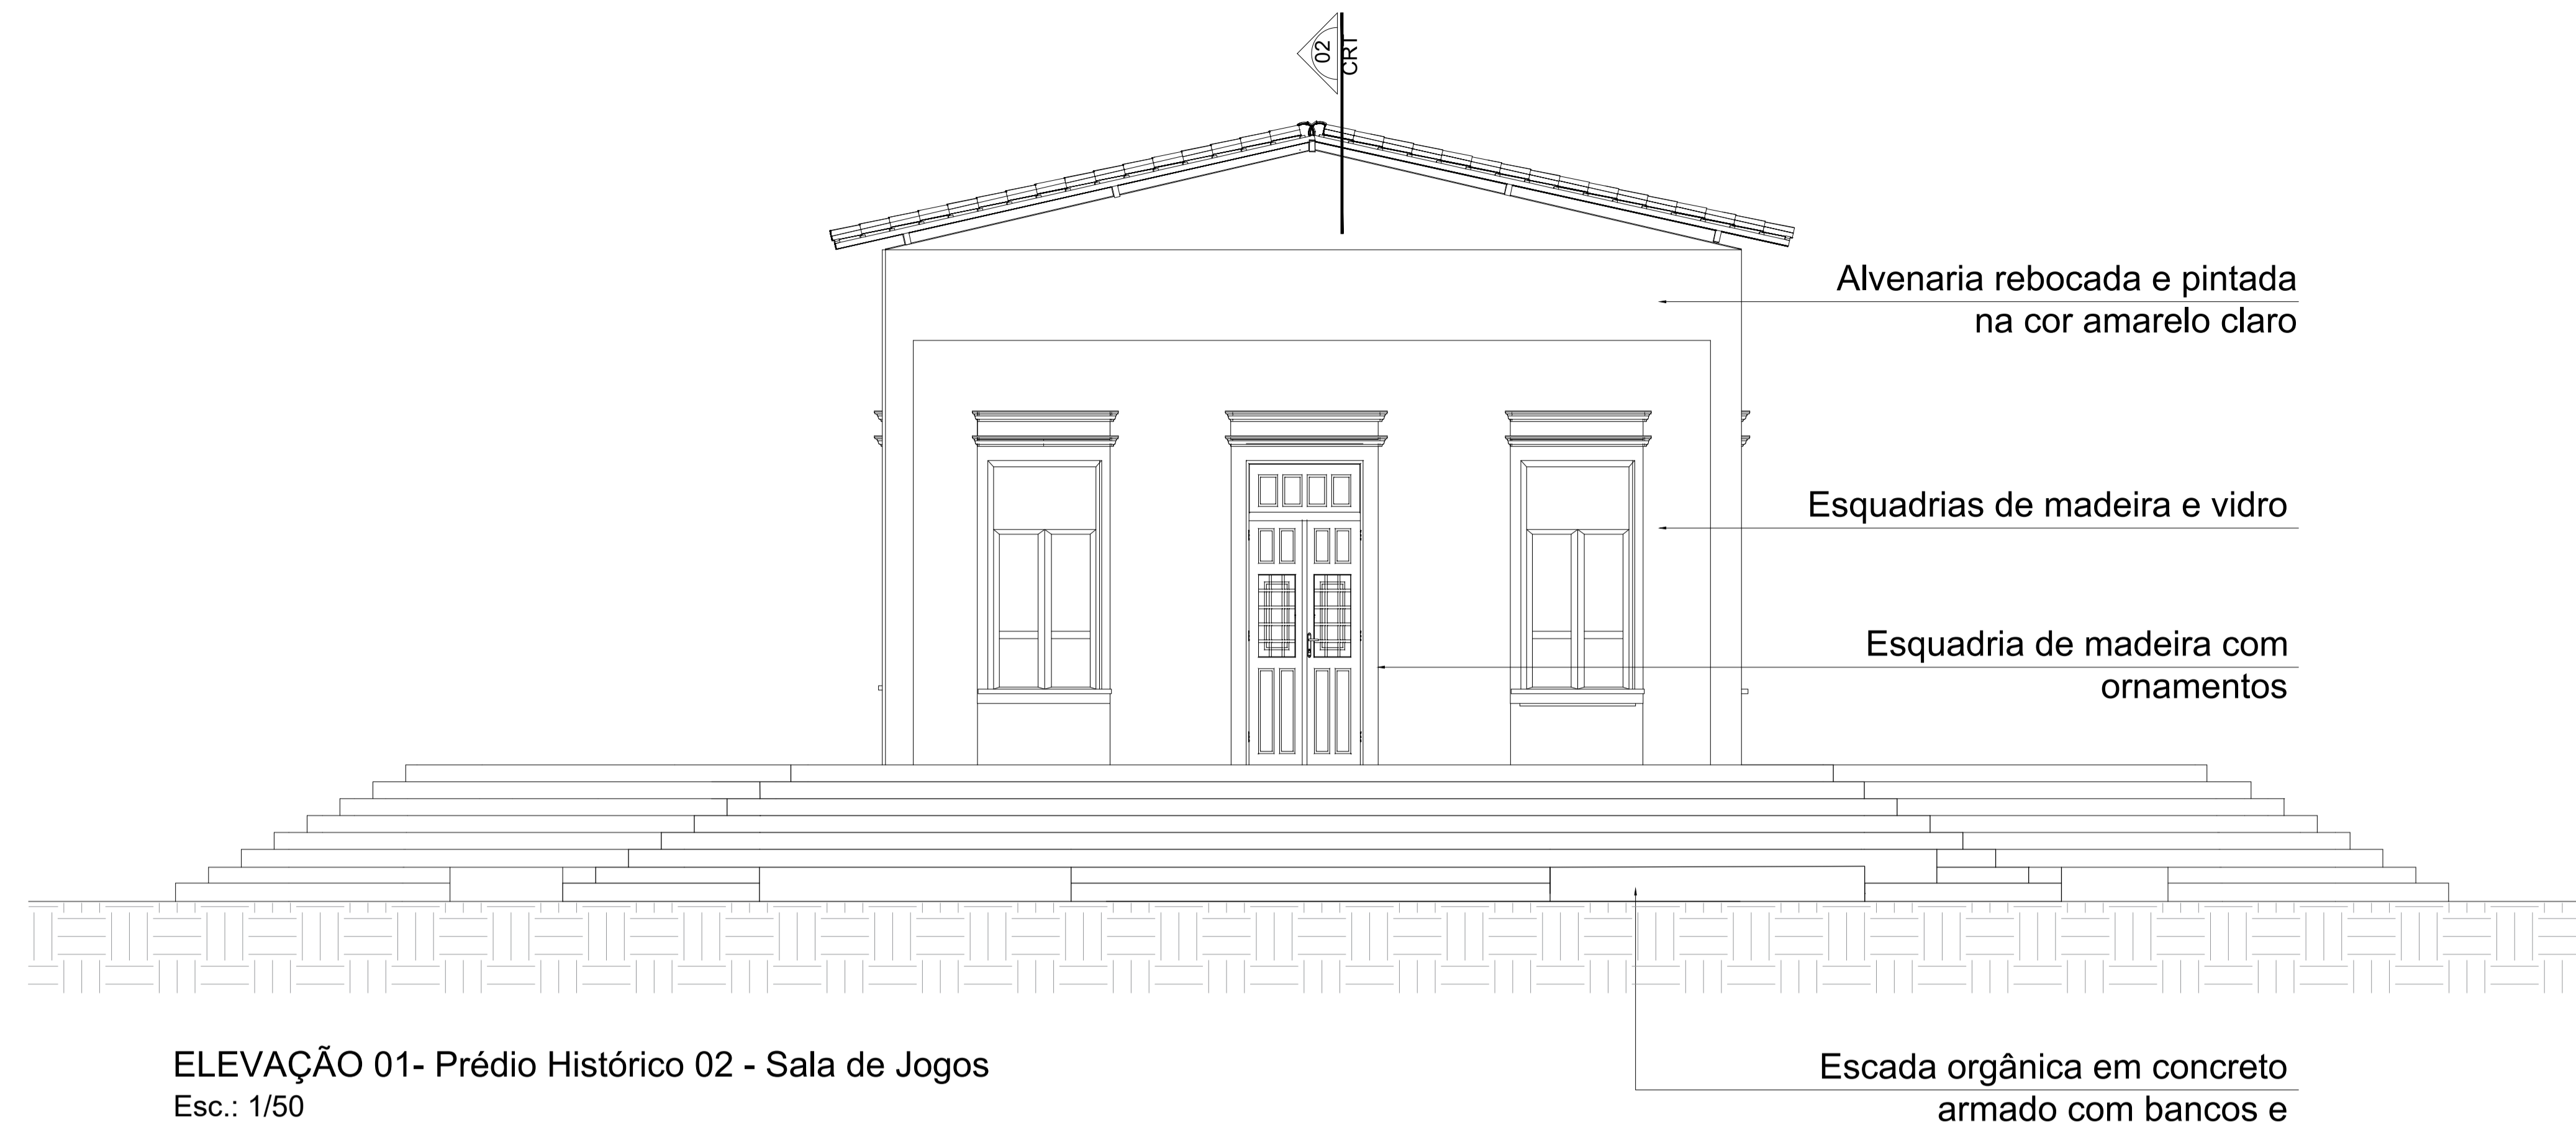 02
CRT
Alvenaria rebocada e pintada
na cor amarelo claro
Esquadrias de madeira e vidro
Esquadria de madeira com
ornamentos
ELEVAÇÃO 01- Prédio Histórico 02 - Sala de Jogos
Esc.: 1/50
Escada orgânica em concreto
armado com bancos e